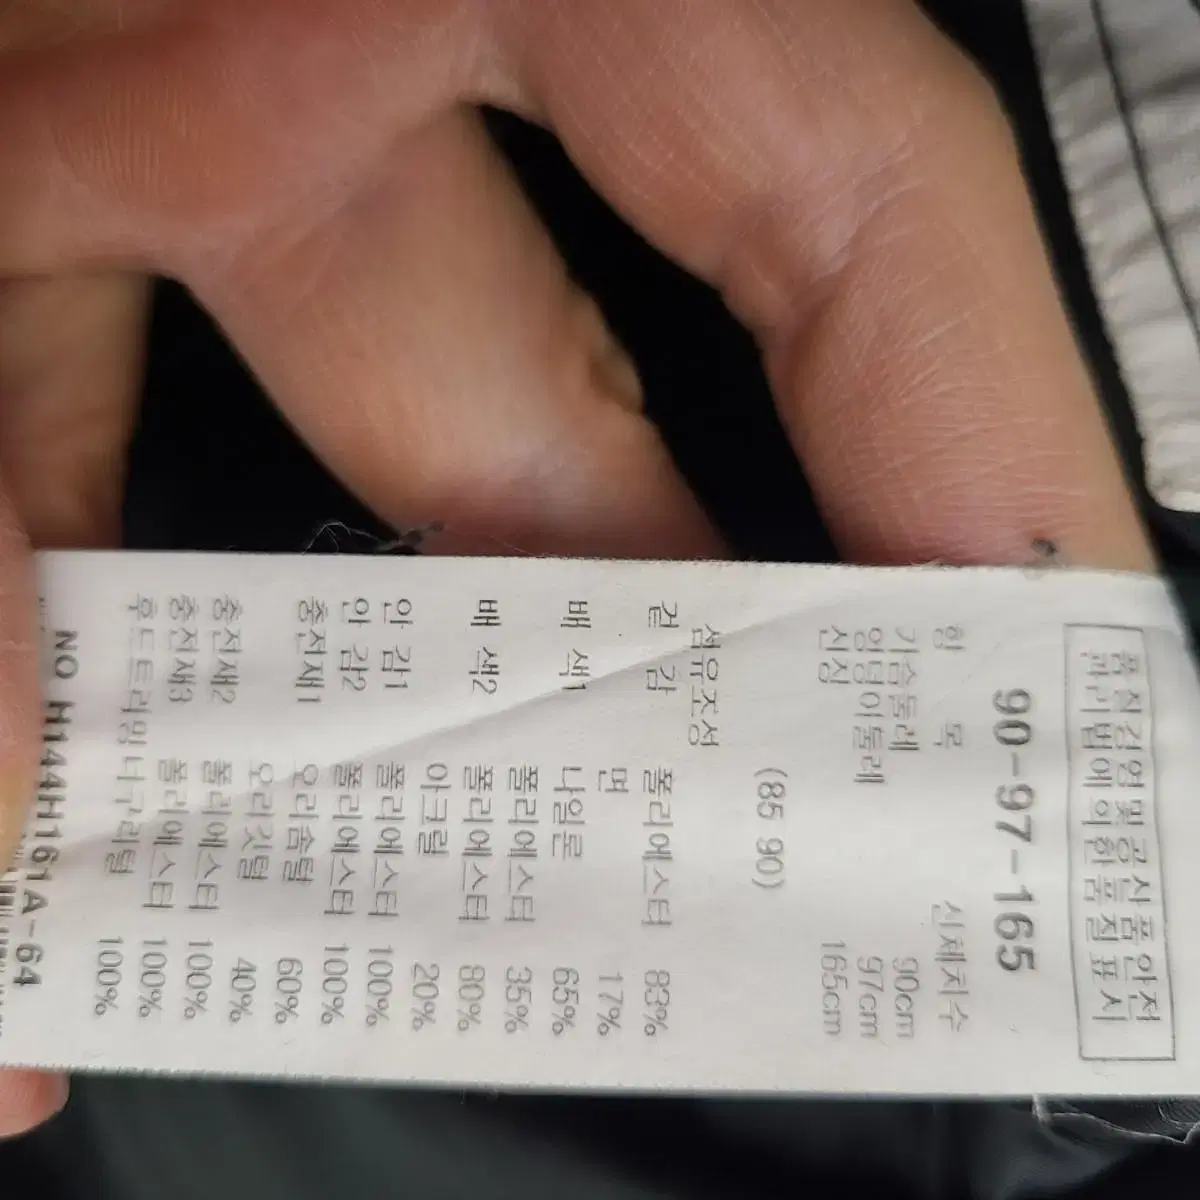 품질경영및공산품안전
관리법에의한품질표시
90-97-165
항 목 신체치수
가슴둘레 90cm
엉덩이둘레 97cm
신장 165cm
(85 90)
섬유조성
겉 감 폴리에스터 83%
면 17%
배 색1 나일론 65%
폴리에스터 35%
배 색2 폴리에스터 80%
아크릴 20%
안 감1 폴리에스터 100%
안 감2 폴리에스터 100%
충전재1 오리솜털 60%
오리깃털 40%
충전재2 폴리에스터 100%
충전재3 폴리에스터 100%
후드트리밍 너구리털 100%
NO H144HH161A-64